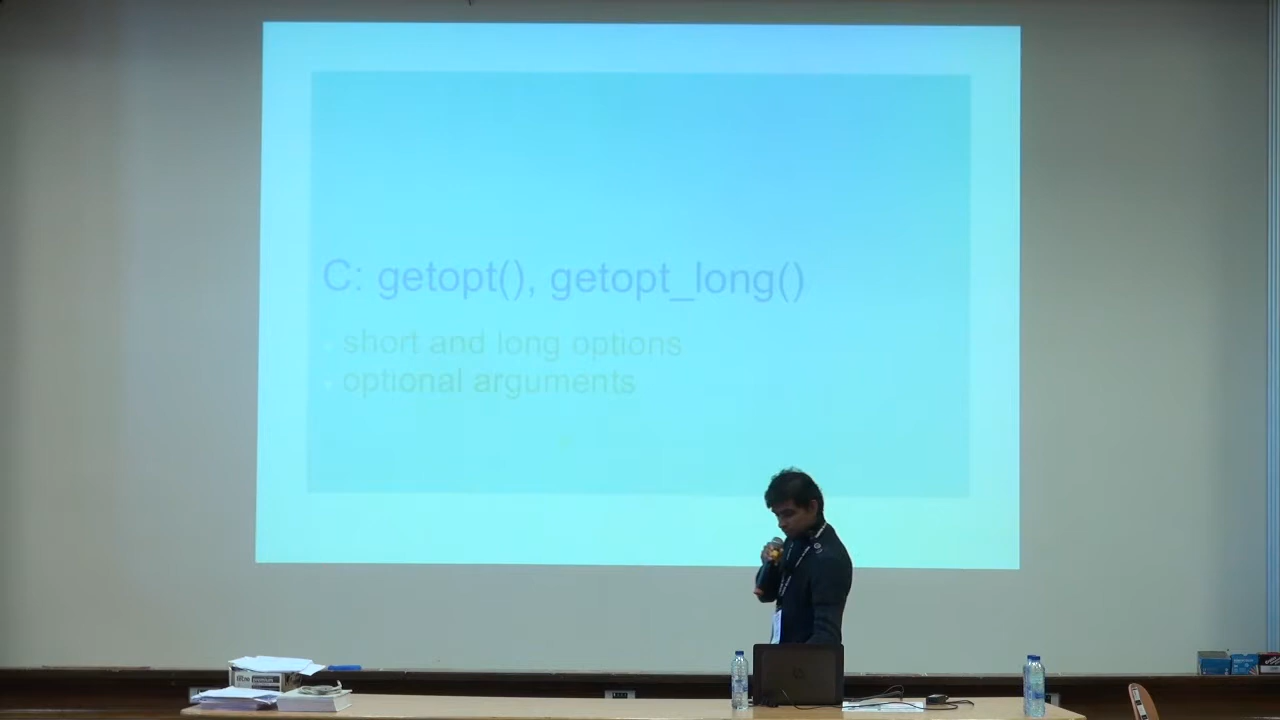 C: getopt(), getopt_long()
short and long options
optional arguments